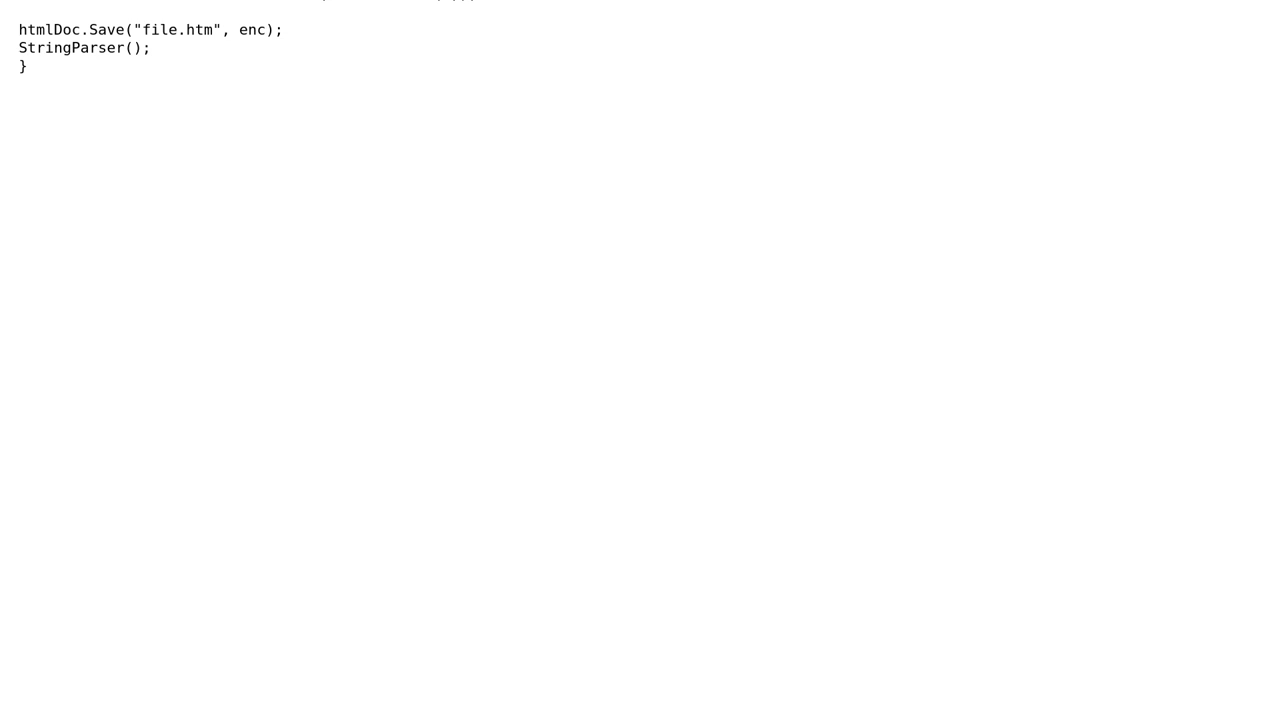 htmlDoc.Save("file.htm", enc);
StringParser();
}